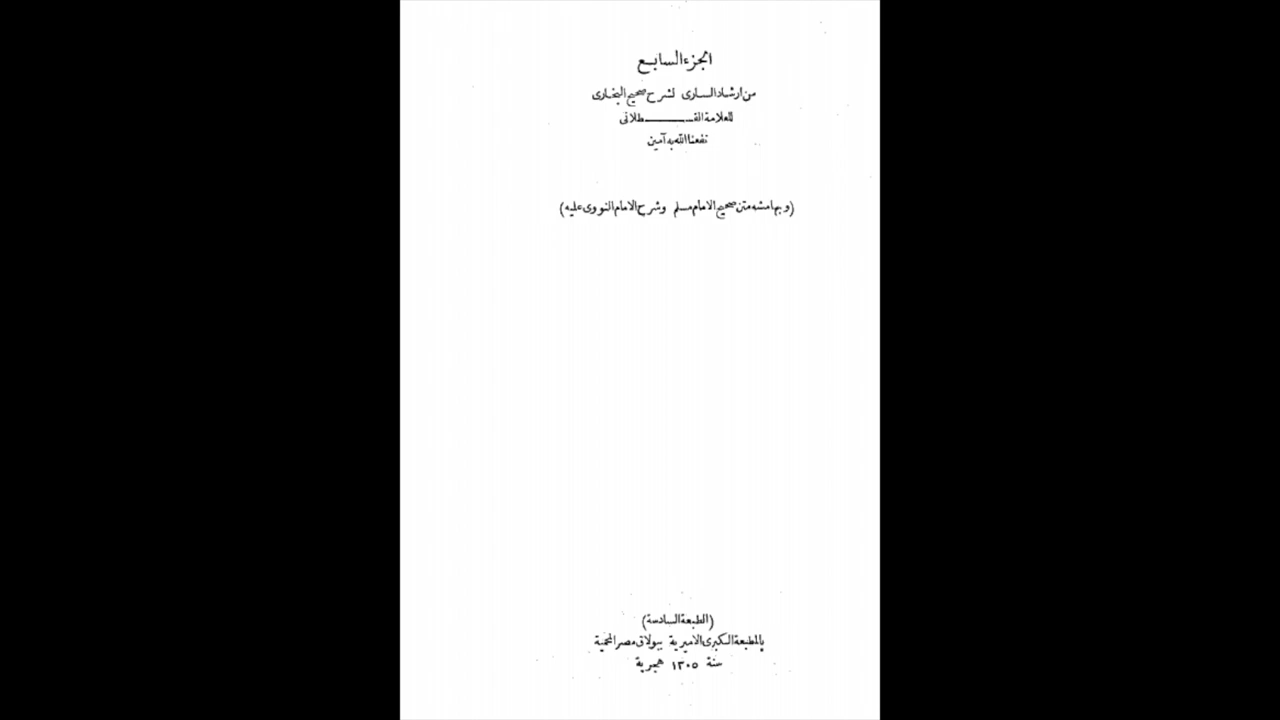 الجزء السابع
من ارشاد السارى لشرح صحيح البخارى
للعلامة القسطلانى
نفعنا الله به آمين
(وبهامشه متن صحيح الامام مسلم وشرح الامام النووى عليه)
(الطبعة السادسة)
بالمطبعة الكبرى الاميرية ببولاق مصر المحمية
سنة ١٣٠٥ هجرية